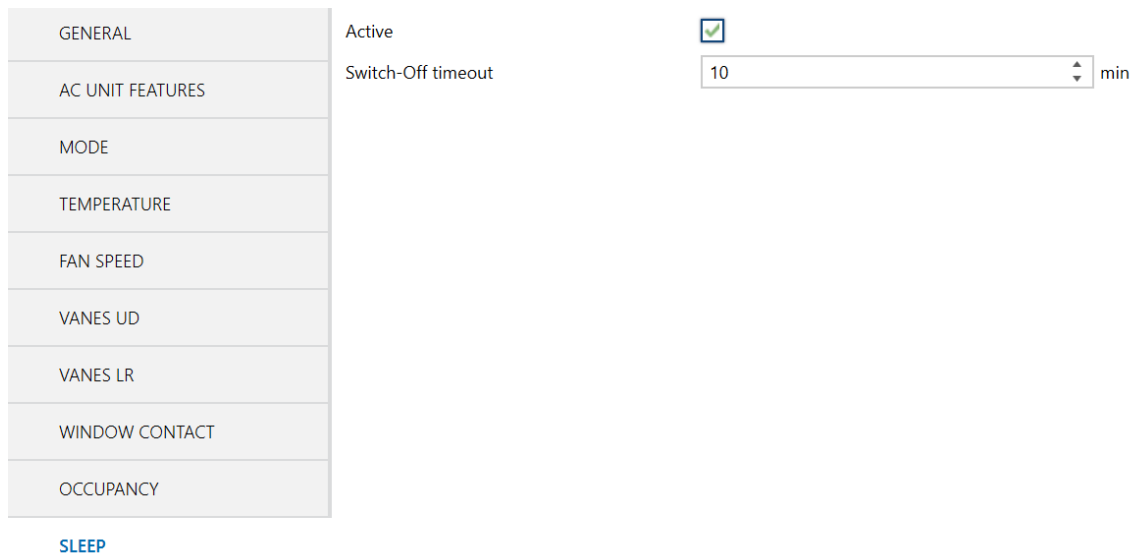 GENERAL
Active
Switch-Off timeout
10
min
AC UNIT FEATURES
MODE
TEMPERATURE
FAN SPEED
VANES UD
VANES LR
WINDOW CONTACT
OCCUPANCY
SLEEP